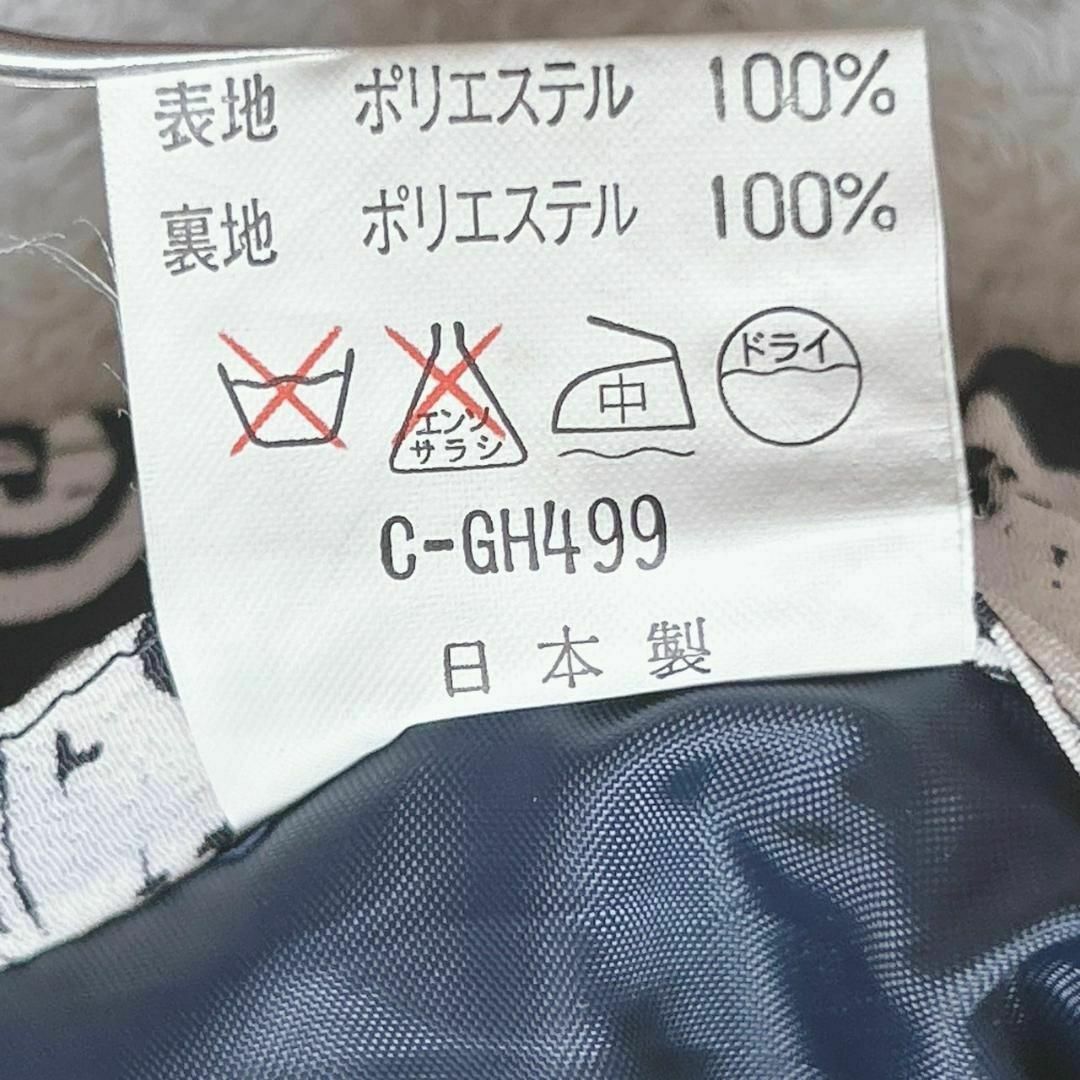 表地 ポリエステル 100%
裏地 ポリエステル 100%
エンソ
サラシ
中
ドライ
C-GH499
日本製